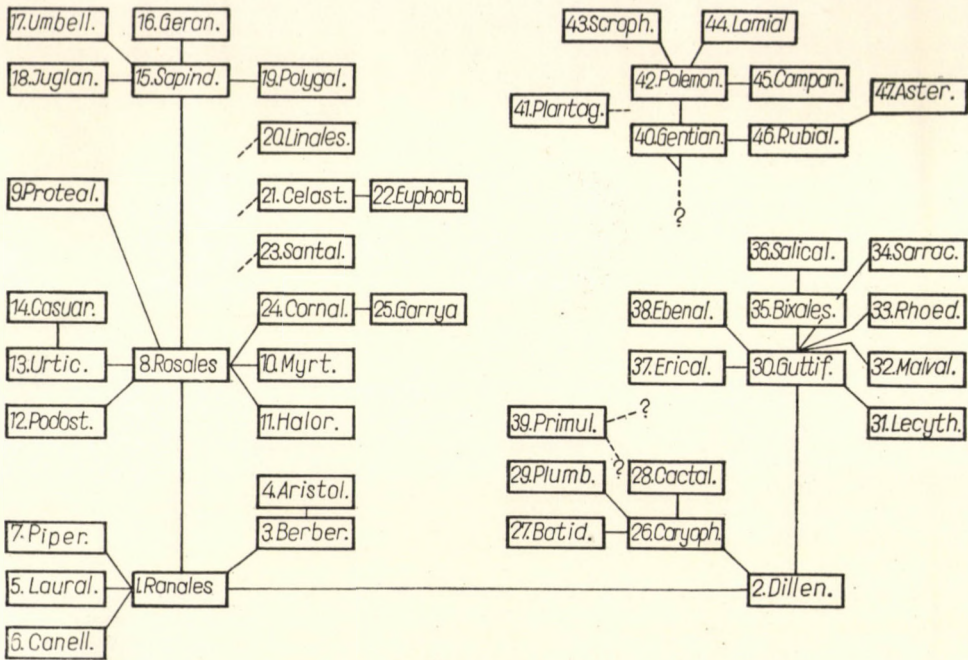 17.Umbell.
16.Geran.
18.Juglan.
15.Sapind.
19.Polygal.
20.Linales.
9.Proteal.
21.Celast.
22.Euphorb.
23.Santal.
14.Casuar.
24.Cornal.
25.Garrya
13.Urtic.
8.Rosales
10.Myrt.
12.Podost.
11.Halor.
4.Aristol.
7.Piper.
3.Berber.
5.Laural.
1.Ranales
6.Canell.
43.Scroph.
44.Lamial
42.Polemon.
45.Campan.
47.Aster.
41.Plantag.
40.Gentian.
46.Rubial.
?
36.Salical.
34.Sarrac.
38.Ebenal.
35.Bixales.
33.Rhoed.
37.Erical.
30.Guttif.
32.Malval.
39.Primul.
?
31.Lecyth.
?
29.Plumb.
28.Cactal.
27.Batid.
26.Caryoph.
2.Dillen.